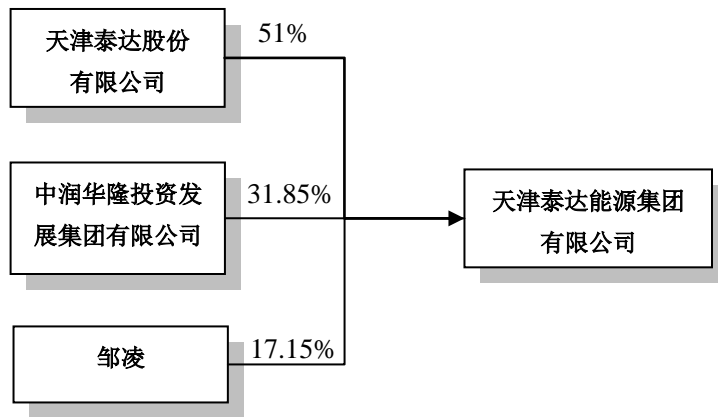 天津泰达股份
有限公司
51%
中润华隆投资发
展集团有限公司
31.85%
天津泰达能源集团
有限公司
邹凌
17.15%